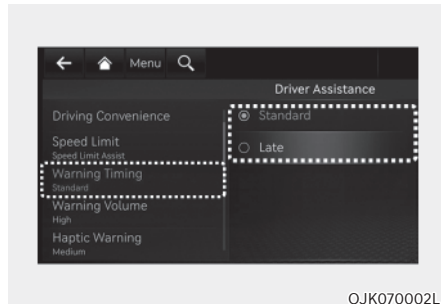 Menu
Driver Assistance
Driving Convenience
Speed Limit
Speed Limit Assist
Warning Timing
Standard
Warning Volume
High
Haptic Warning
Medium
Standard
Late
OJK070002L